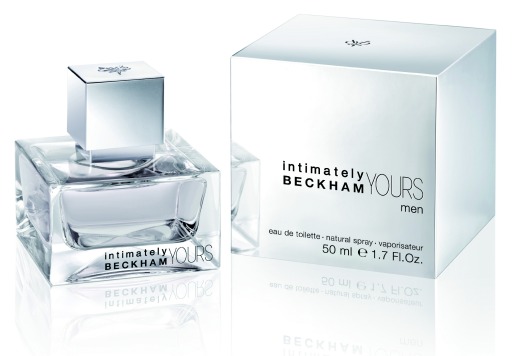 intimately
BECKHAM YOURS
intimately
BECKHAM YOURS
men
eau de toilette · natural spray · vaporisateur
50 ml ℮ 1.7 Fl.Oz.